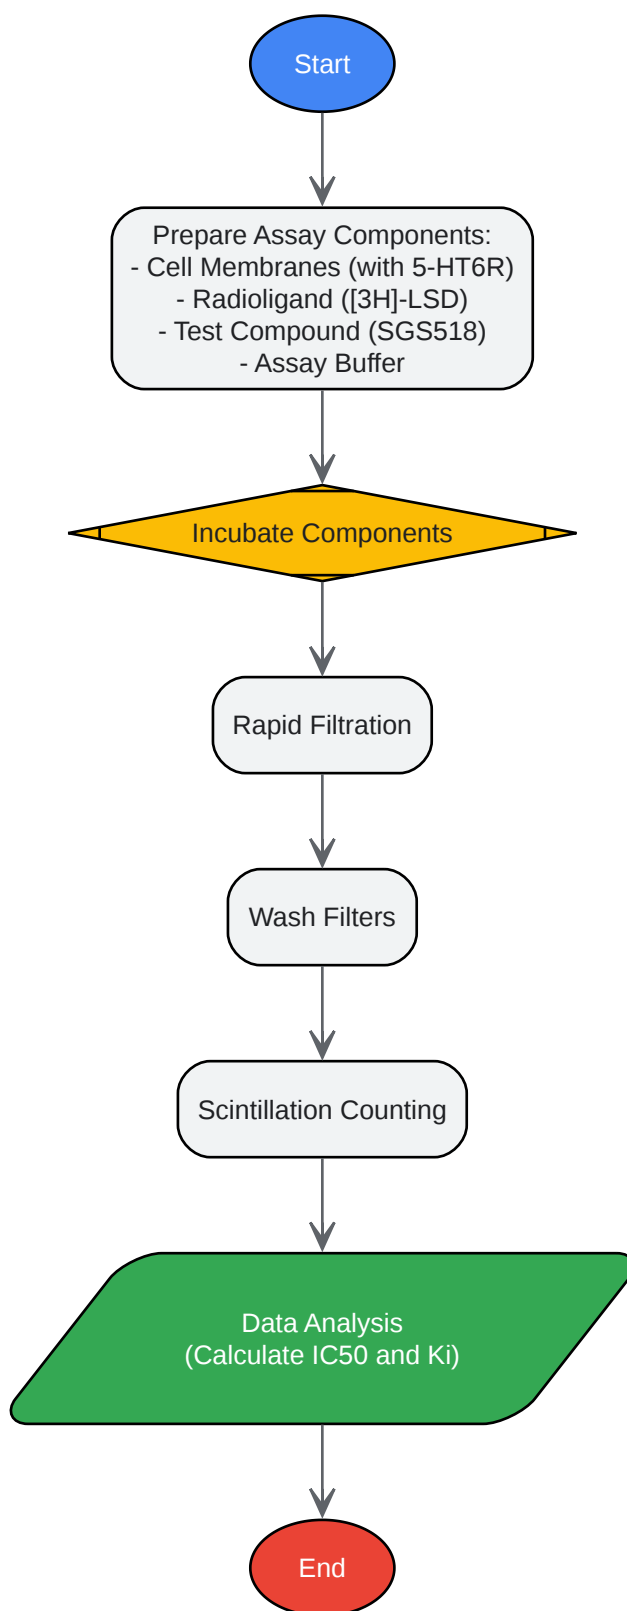 Start
Prepare Assay Components:
- Cell Membranes (with 5-HT6R)
- Radioligand ([3H]-LSD)
- Test Compound (SGS518)
- Assay Buffer
Incubate Components
Rapid Filtration
Wash Filters
Scintillation Counting
Data Analysis
(Calculate IC50 and Ki)
End